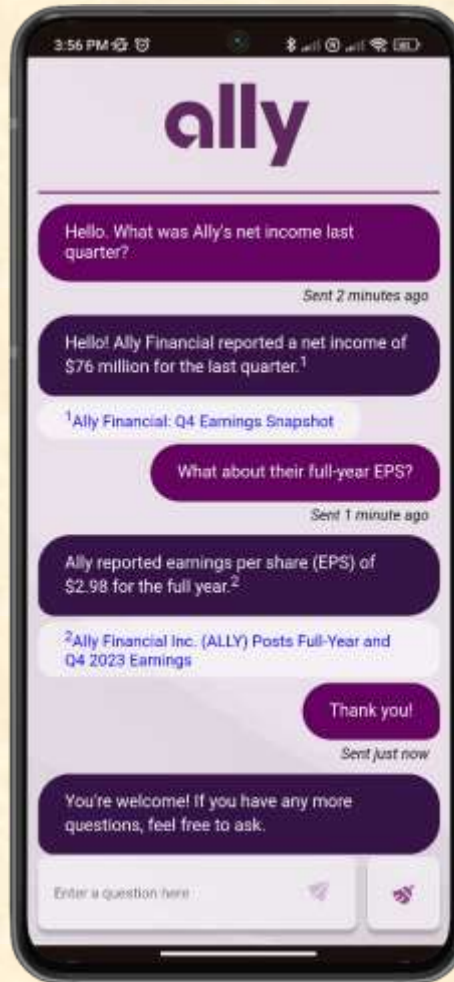 3:56 PM
ally
Hello. What was Ally's net income last
quarter?
Sent 2 minutes ago
Hello! Ally Financial reported a net income of
$76 million for the last quarter.1
1Ally Financial: Q4 Earnings Snapshot
What about their full-year EPS?
Sent 1 minute ago
Ally reported earnings per share (EPS) of
$2.98 for the full year.2
2Ally Financial Inc. (ALLY) Posts Full-Year and
Q4 2023 Earnings
Thank you!
Sent just now
You're welcome! If you have any more
questions, feel free to ask.
Enter a question here